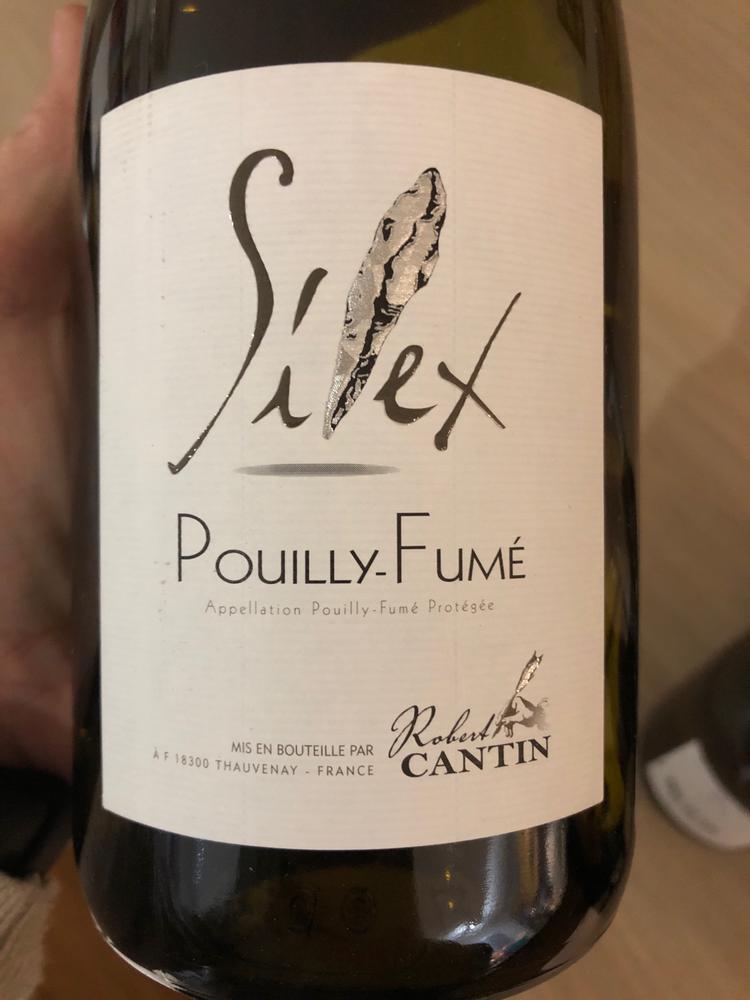 Silex
POUILLY-FUMÉ
Appellation Pouilly-Fumé Protégée
MIS EN BOUTEILLE PAR
À F 18300 THAUVENAY - FRANCE
Robert
CANTIN